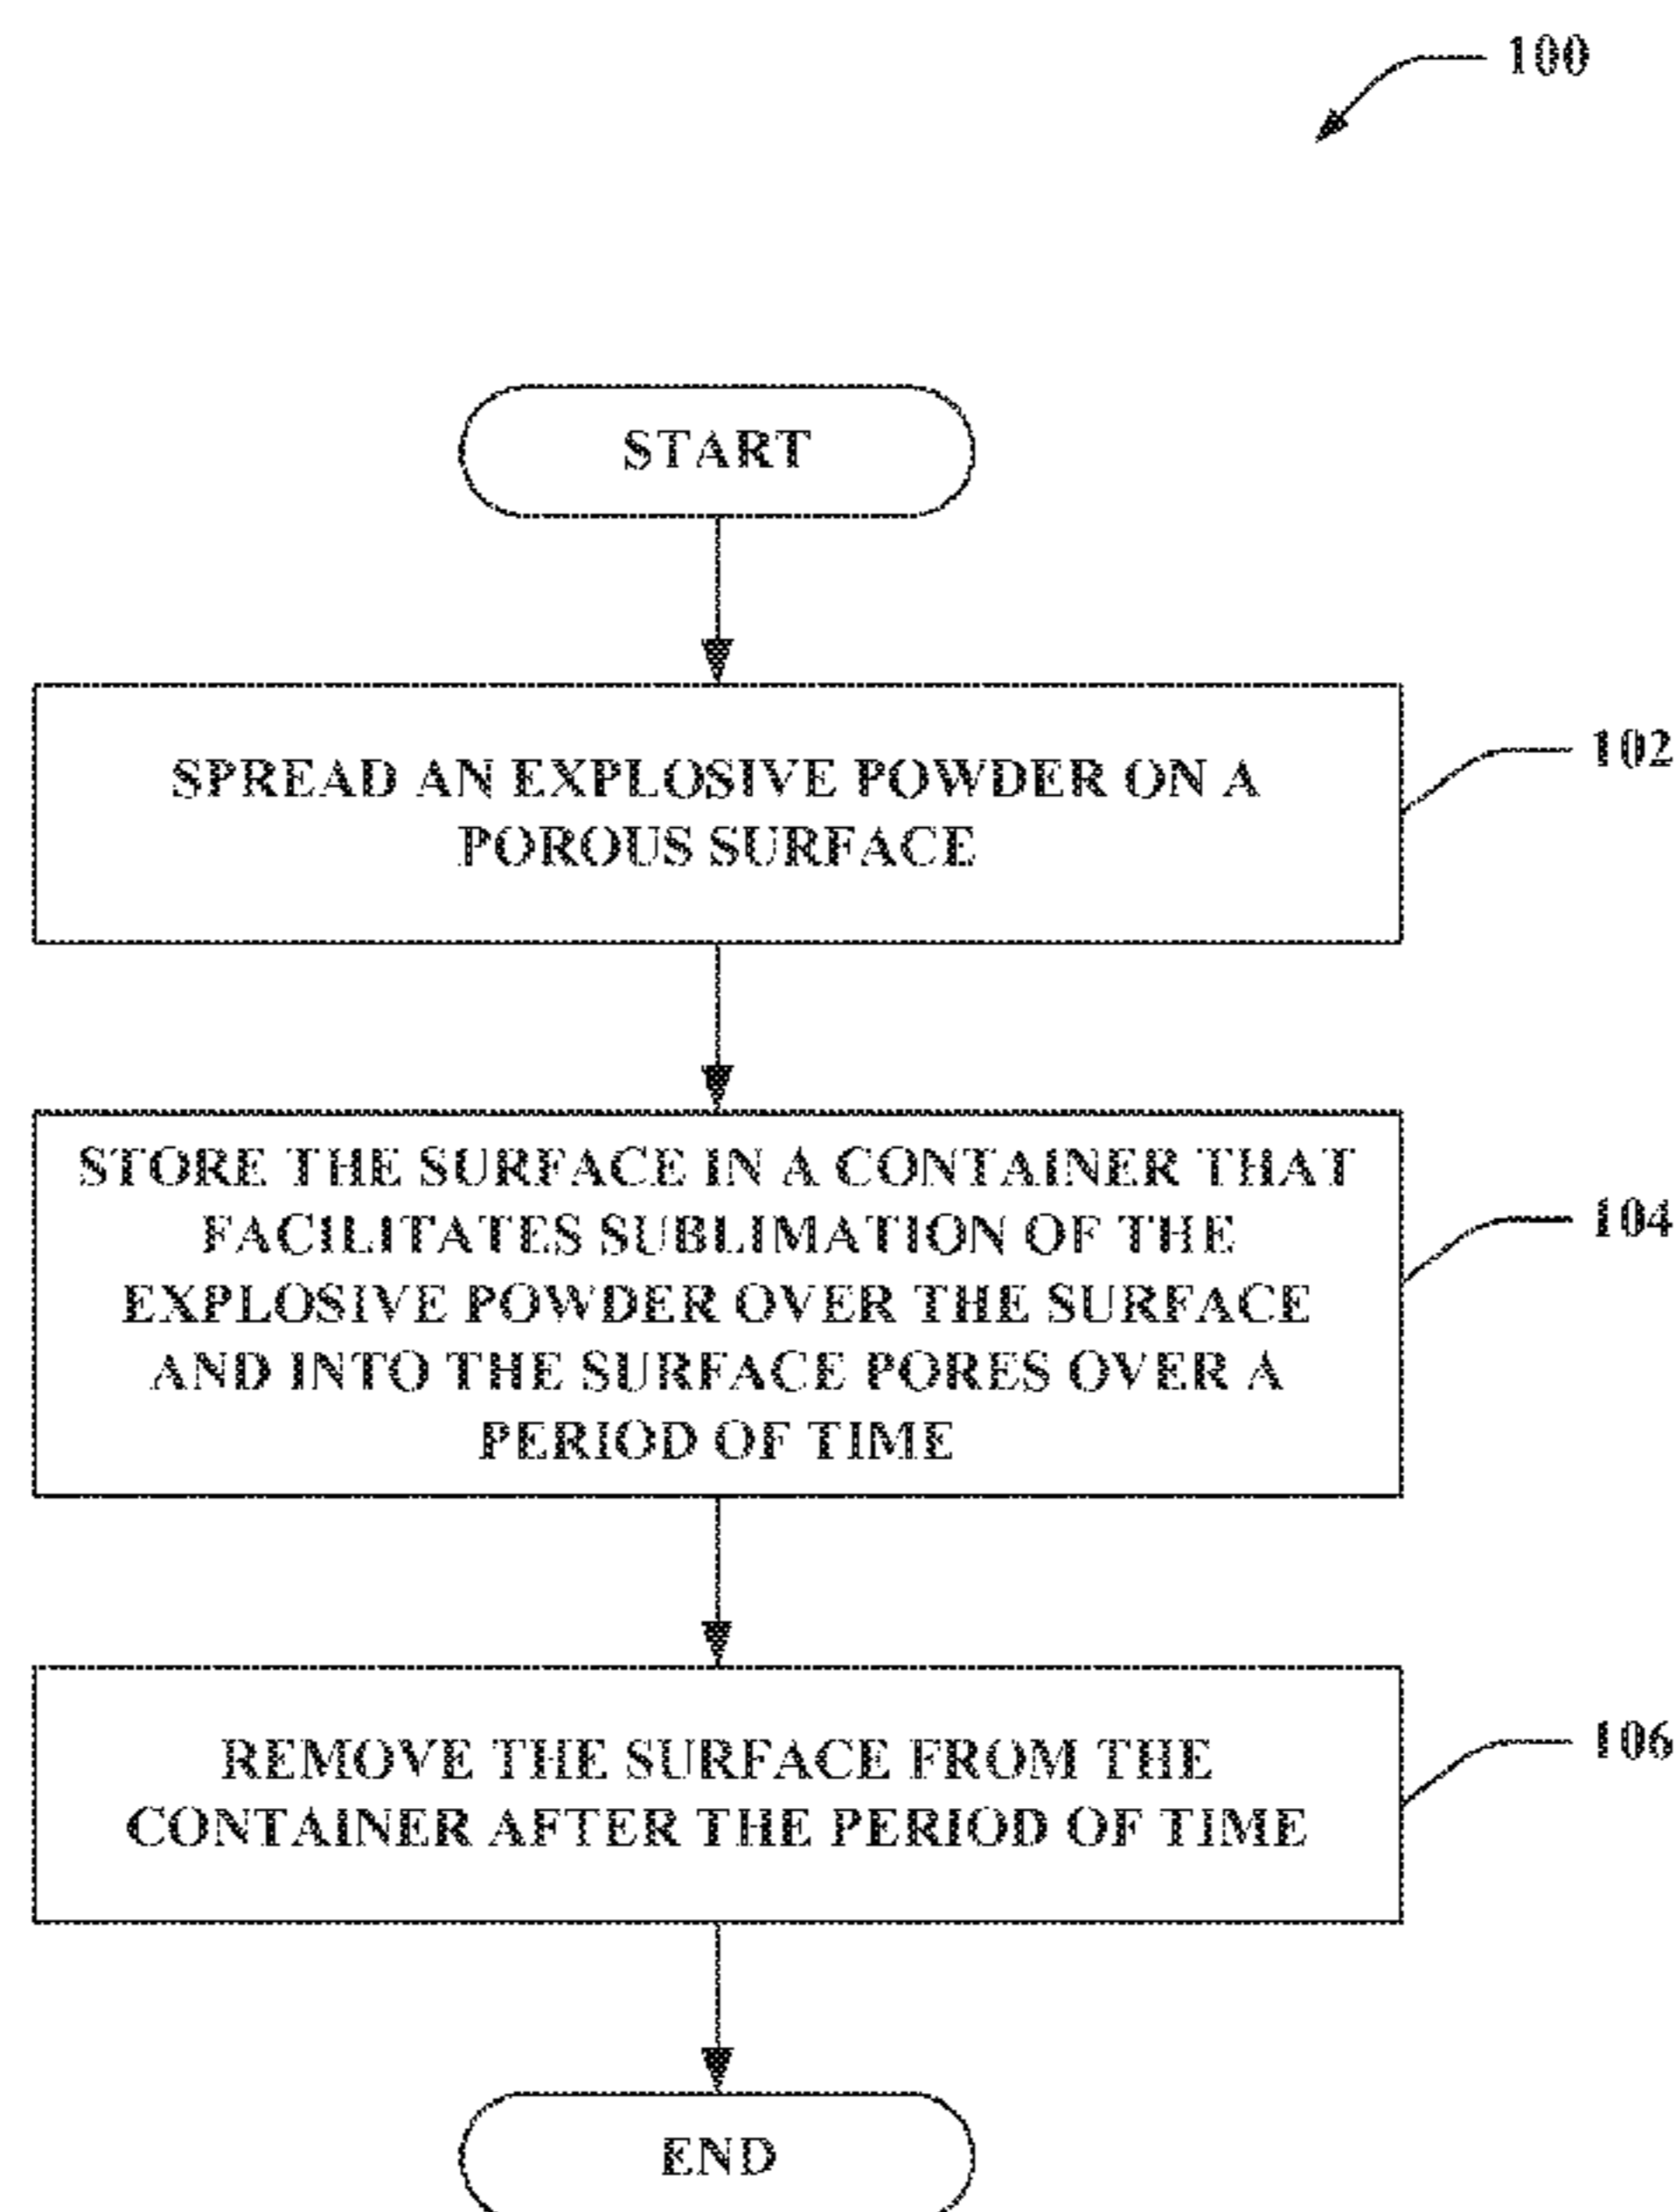 100
START
SPREAD AN EXPLOSIVE POWDER ON A
POROUS SURFACE
102
STORE THE SURFACE IN A CONTAINER THAT
FACILITATES SUBLIMATION OF THE
EXPLOSIVE POWDER OVER THE SURFACE
AND INTO THE SURFACE PORES OVER A
PERIOD OF TIME
104
REMOVE THE SURFACE FROM THE
CONTAINER AFTER THE PERIOD OF TIME
106
END